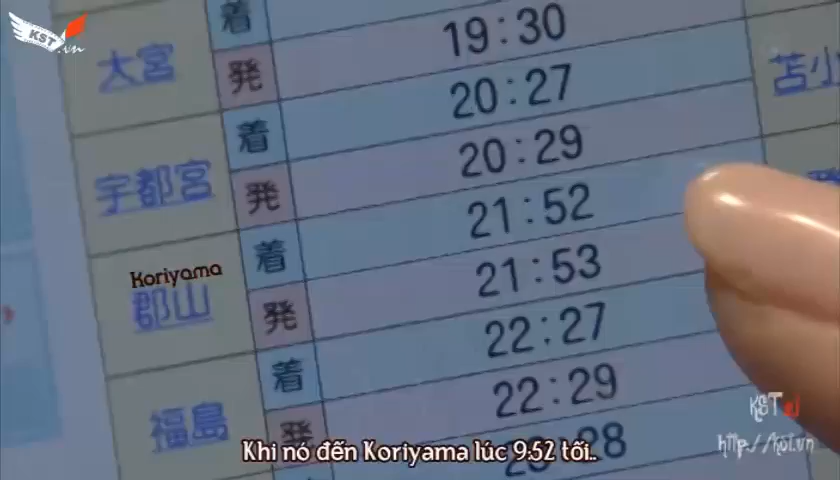 KST.vn
着
大宮 発 19:30
苫小
宇都宮 着 20:27
発 20:29
Koriyama
郡山 着 21:52
発 21:53
福島 着 22:27
発 22:29
KST
http://kst.vn
Khi nó đến Koriyama lúc 9:52 tối..